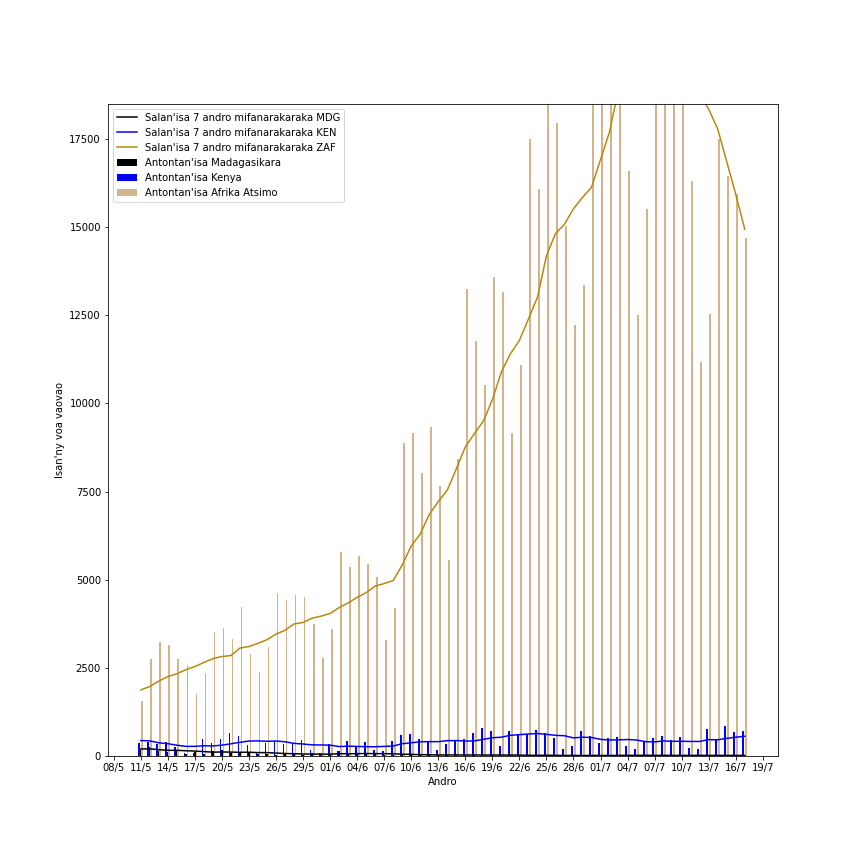 Salan'isa 7 andro mifanarakaraka MDG
Salan'isa 7 andro mifanarakaraka KEN
Salan'isa 7 andro mifanarakaraka ZAF
Antontan'isa Madagasikara
Antontan'isa Kenya
Antontan'isa Afrika Atsimo
17500
15000
12500
10000
7500
5000
2500
0
Isan'ny voa vaovao
08/5 11/5 14/5 17/5 20/5 23/5 26/5 29/5 01/6 04/6 07/6 10/6 13/6 16/6 19/6 22/6 25/6 28/6 01/7 04/7 07/7 10/7 13/7 16/7 19/7
Andro